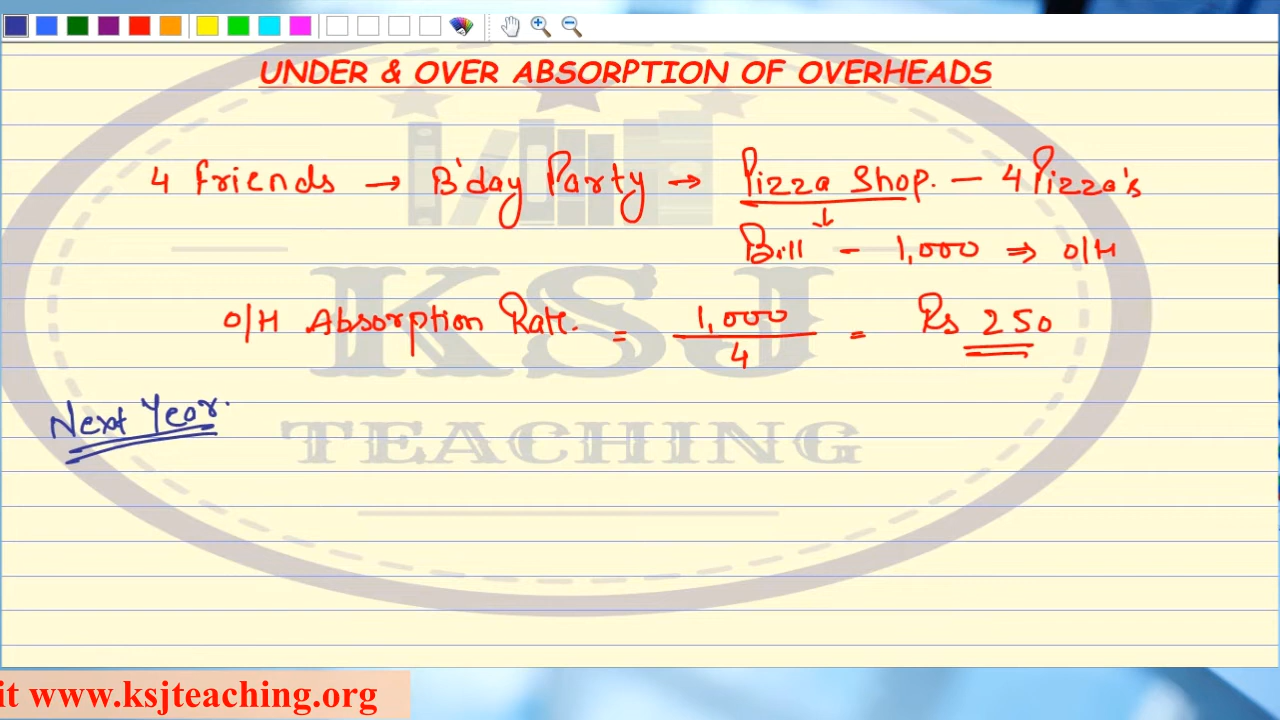 UNDER & OVER ABSORPTION OF OVERHEADS
4 friends → B'day Party → Pizza Shop. – 4 Pizza's
↓
Bill – 1,000 ⇒ O/H
O/H Absorption Rate. = 1,000 / 4 = Rs 250
Next Year.
KSJ
TEACHING
it www.ksjteaching.org